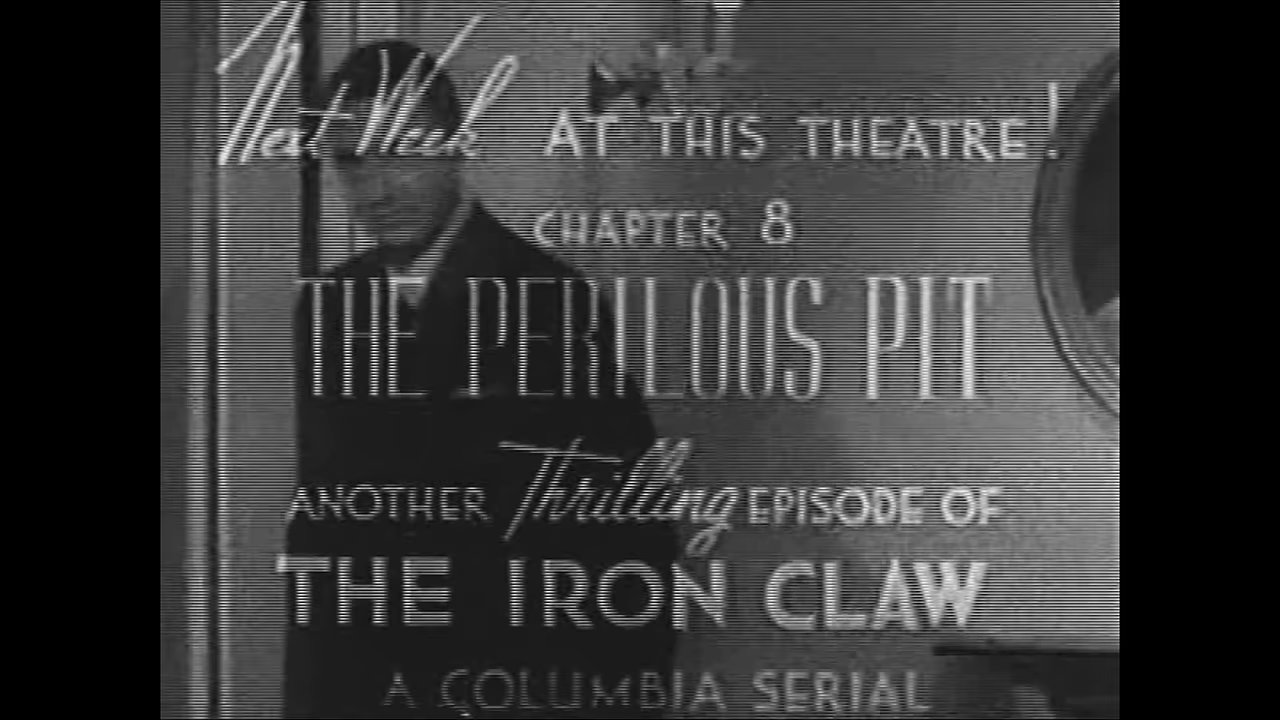 Next Week AT THIS THEATRE!
CHAPTER 8
THE PERILOUS PIT
ANOTHER Thrilling EPISODE OF
THE IRON CLAW
A COLUMBIA SERIAL